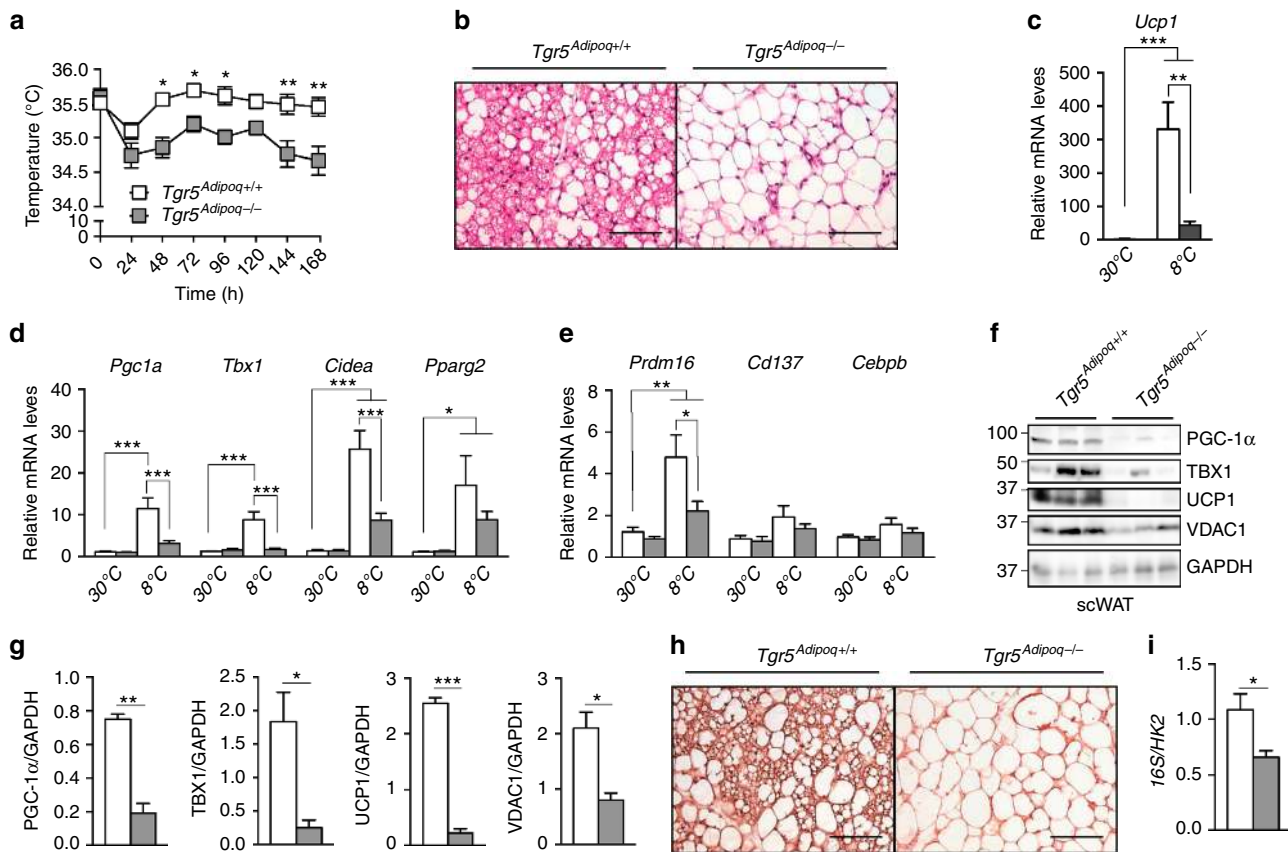 a
Temperature (°C)
36.0
35.5
35.0
34.5
10
0
* * * ** **
Tgr5Adipoq+/+
Tgr5Adipoq–/–
0 24 48 72 96 120 144 168
Time (h)
b
Tgr5Adipoq+/+ Tgr5Adipoq–/–
c
Ucp1
***
**
Relative mRNA leves
500
400
300
200
100
0
30°C 8°C
d
Pgc1a Tbx1 Cidea Pparg2
Relative mRNA leves
40
30
20
10
0
*** *** *** *** *** *** *
30°C 8°C 30°C 8°C 30°C 8°C 30°C 8°C
e
Prdm16 Cd137 Cebpb
Relative mRNA leves
8
6
4
2
0
**
*
30°C 8°C 30°C 8°C 30°C 8°C
f
Tgr5Adipoq+/+ Tgr5Adipoq–/–
100 PGC-1α
50 TBX1
37 UCP1
37 VDAC1
37 GAPDH
scWAT
g
PGC-1α/GAPDH
1.0
0.8
0.6
0.4
0.2
0.0
**
TBX1/GAPDH
2.5
2.0
1.5
1.0
0.5
0.0
*
UCP1/GAPDH
3
2
1
0
***
VDAC1/GAPDH
3
2
1
0
*
h
Tgr5Adipoq+/+ Tgr5Adipoq–/–
i
16S/HK2
1.5
1.0
0.5
0.0
*